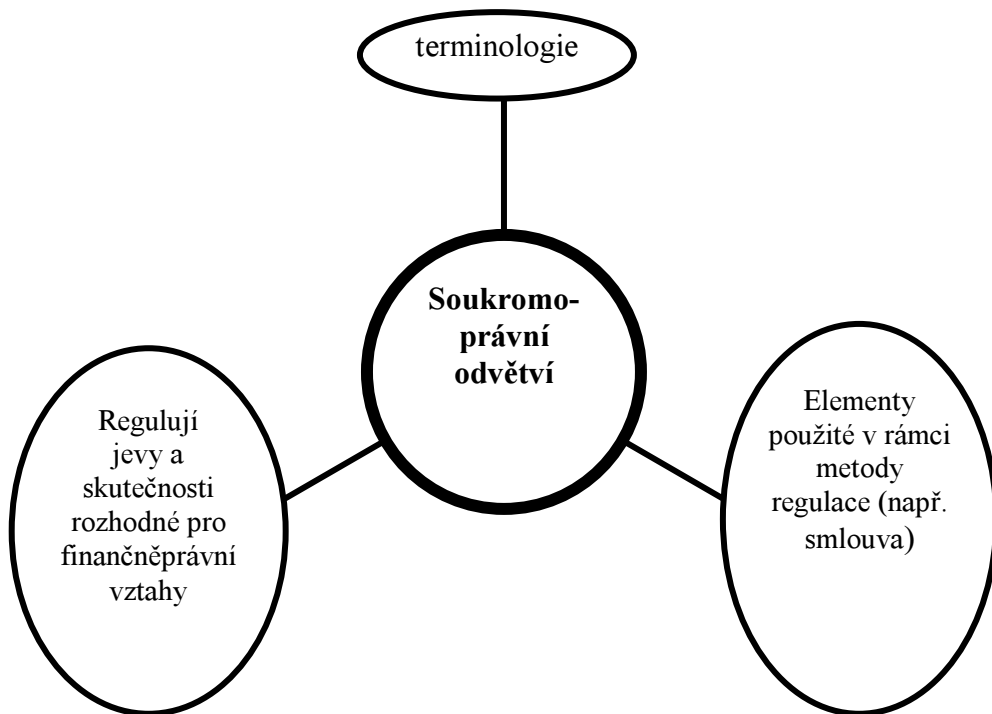 terminologie
Soukromo-
právní
odvětví
Regulují
jevy a
skutečnosti
rozhodné pro
finančněprávní
vztahy
Elementy
použité v rámci
metody
regulace (např.
smlouva)